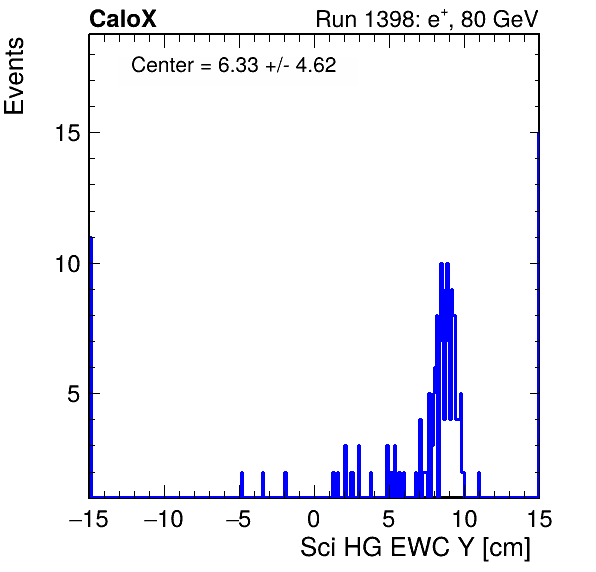 CaloX Run 1398: e⁺, 80 GeV
Center = 6.33 +/- 4.62
Events
15
10
5
−15 −10 −5 0 5 10 15
Sci HG EWC Y [cm]